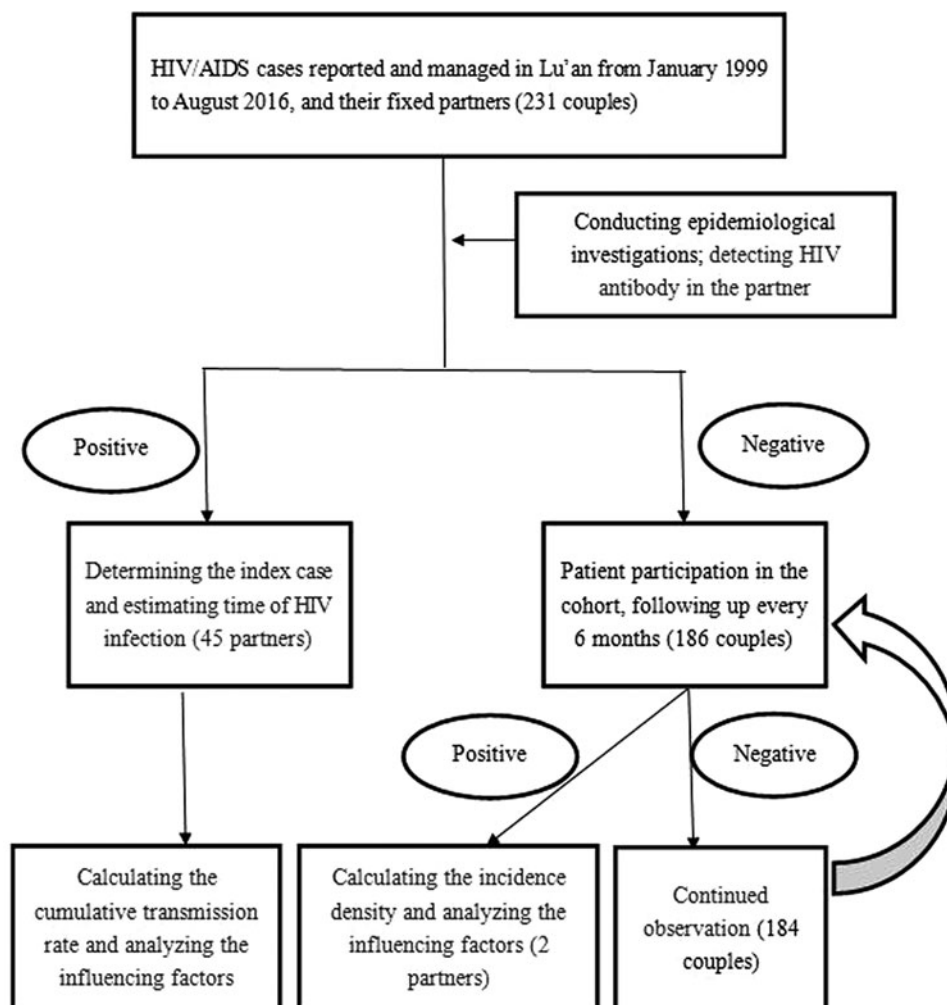 HIV/AIDS cases reported and managed in Lu'an from January 1999
to August 2016, and their fixed partners (231 couples)
Conducting epidemiological
investigations; detecting HIV
antibody in the partner
Positive
Negative
Determining the index case
and estimating time of HIV
infection (45 partners)
Patient participation in the
cohort, following up every
6 months (186 couples)
Positive
Negative
Calculating the
cumulative transmission
rate and analyzing the
influencing factors
Calculating the incidence
density and analyzing the
influencing factors (2
partners)
Continued
observation (184
couples)